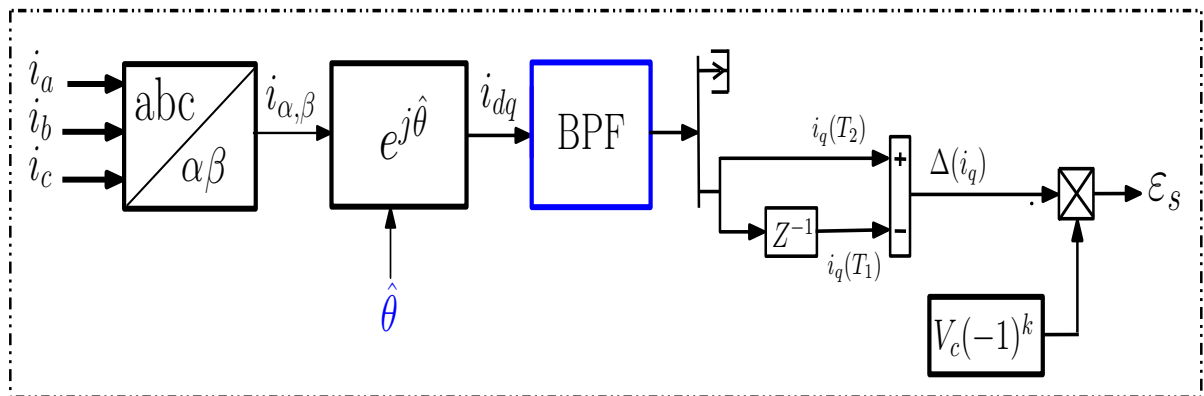 i_a
i_b
i_c
abc
αβ
i_{α,β}
e^{jθ̂}
θ̂
i_{dq}
BPF
i_q(T_2)
+
Z^{-1}
−
i_q(T_1)
Δ(i_q)
V_c(−1)^k
ε_s